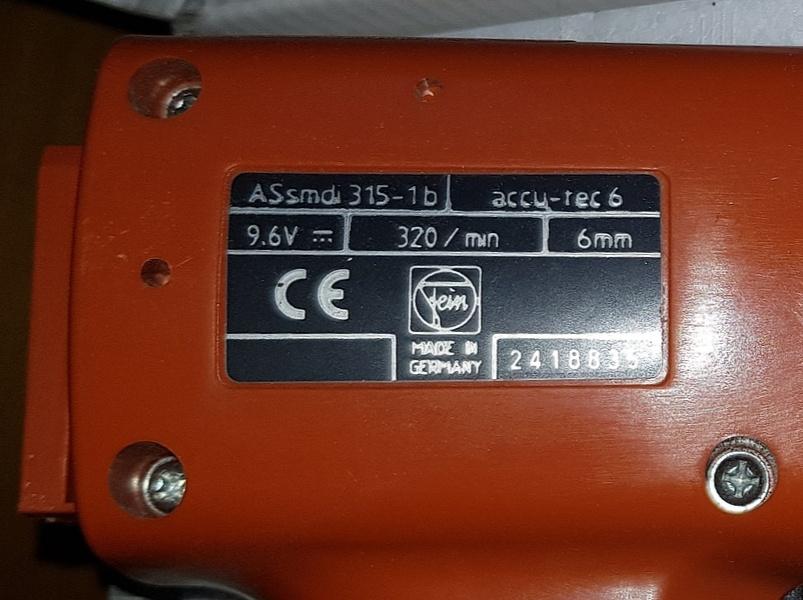 ASsmdi 315-1b accu-tec 6
9.6V 320/min 6mm
CE Fein
MADE IN
GERMANY
2418835